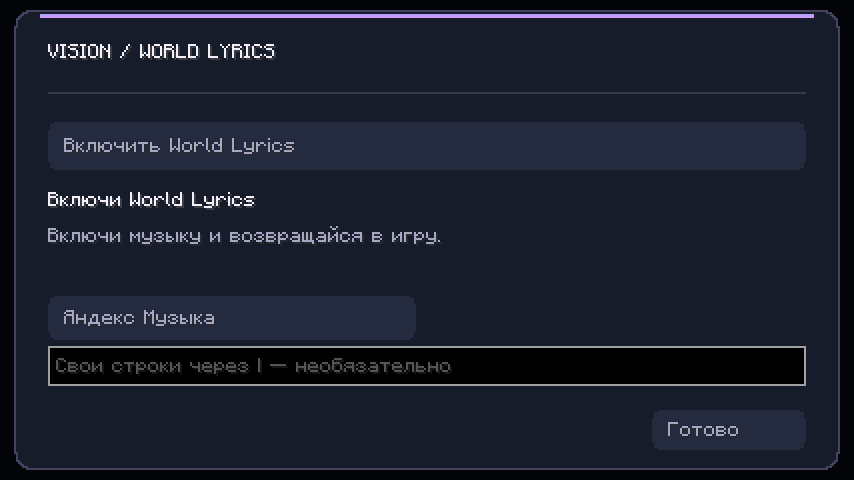 VISION / WORLD LYRICS
Включить World Lyrics
Включи World Lyrics
Включи музыку и возвращайся в игру.
Яндекс Музыка
Свои строки через | — необязательно
Готово